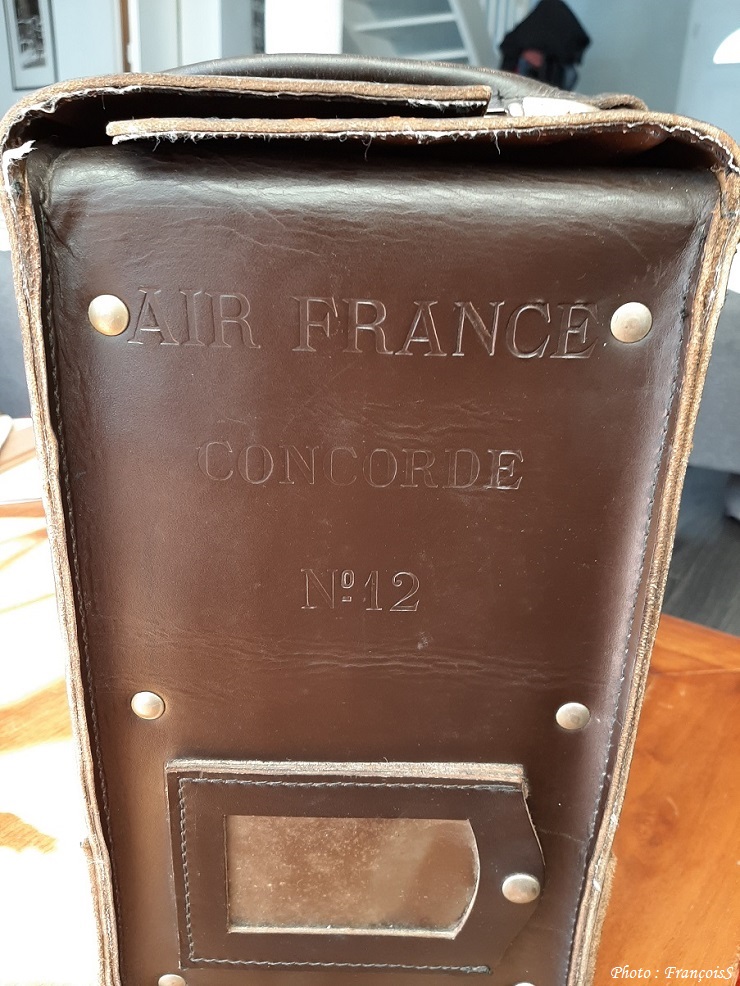 AIR FRANCE
CONCORDE
Nº12
Photo : FrançoisS